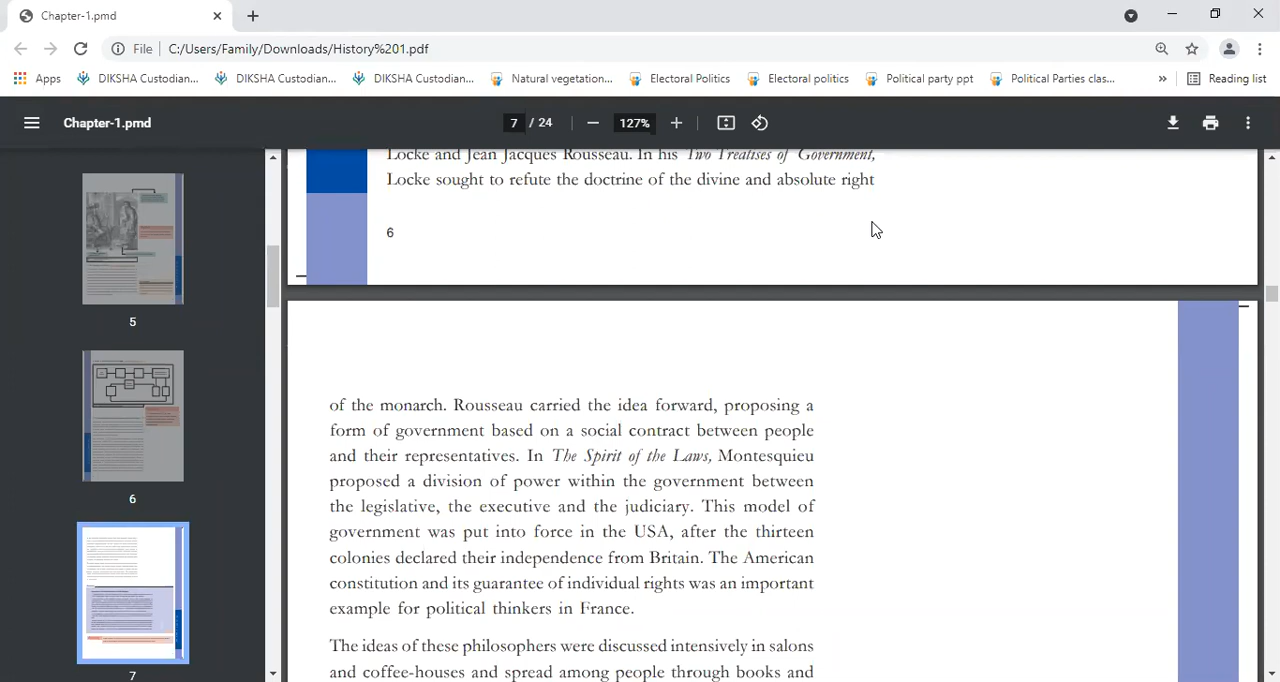 Chapter-1.pmd
File
C:/Users/Family/Downloads/History%201.pdf
Apps
DIKSHA Custodian...
DIKSHA Custodian...
DIKSHA Custodian...
Natural vegetation...
Electoral Politics
Electoral politics
Political party ppt
Political Parties clas...
»
Reading list
Chapter-1.pmd
7 / 24
127%
5
6
7
Locke and Jean Jacques Rousseau. In his Two Treatises of Government,
Locke sought to refute the doctrine of the divine and absolute right
6
of the monarch. Rousseau carried the idea forward, proposing a
form of government based on a social contract between people
and their representatives. In The Spirit of the Laws, Montesquieu
proposed a division of power within the government between
the legislative, the executive and the judiciary. This model of
government was put into force in the USA, after the thirteen
colonies declared their independence from Britain. The American
constitution and its guarantee of individual rights was an important
example for political thinkers in France.
The ideas of these philosophers were discussed intensively in salons
and coffee-houses and spread among people through books and